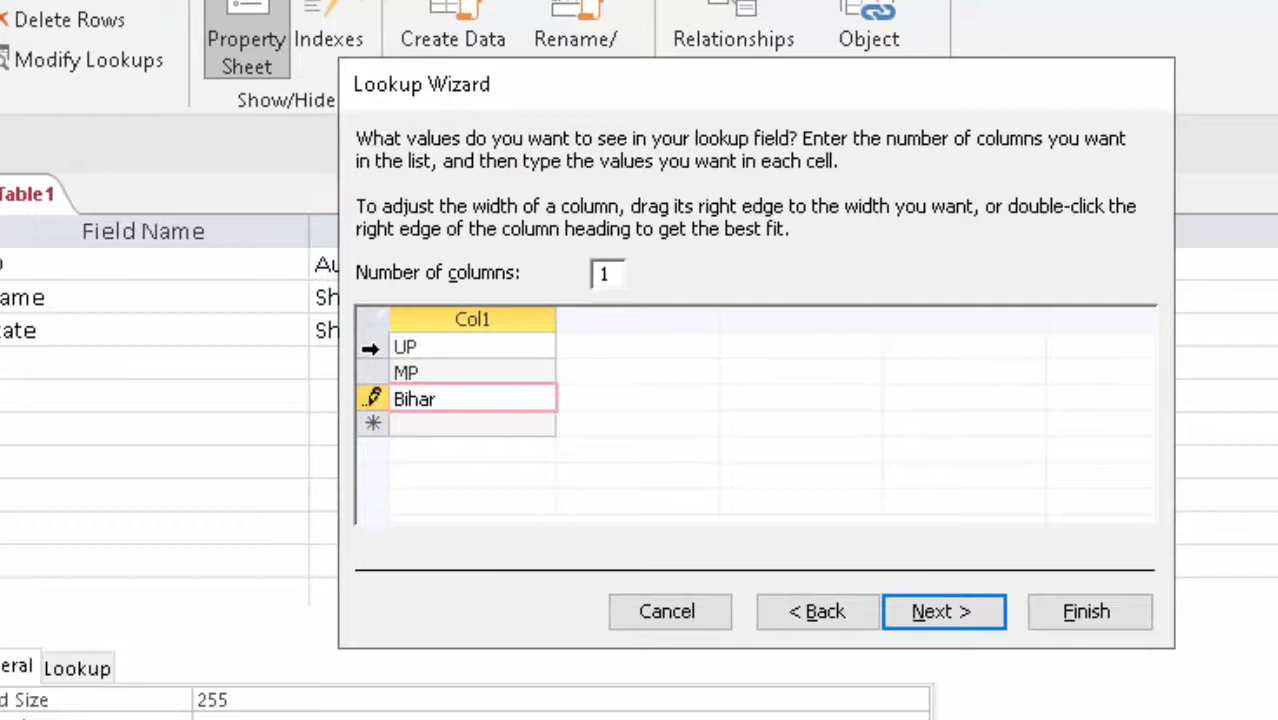 Delete Rows
Modify Lookups
Property
Sheet
Indexes
Create Data
Rename/
Relationships
Object
Show/Hide
Lookup Wizard
What values do you want to see in your lookup field? Enter the number of columns you want
in the list, and then type the values you want in each cell.
To adjust the width of a column, drag its right edge to the width you want, or double-click the
right edge of the column heading to get the best fit.
Number of columns: 1
Col1
UP
MP
Bihar
Table1
Field Name
Au
ame
Sh
ate
Sh
Cancel
< Back
Next >
Finish
eral
Lookup
d Size
255